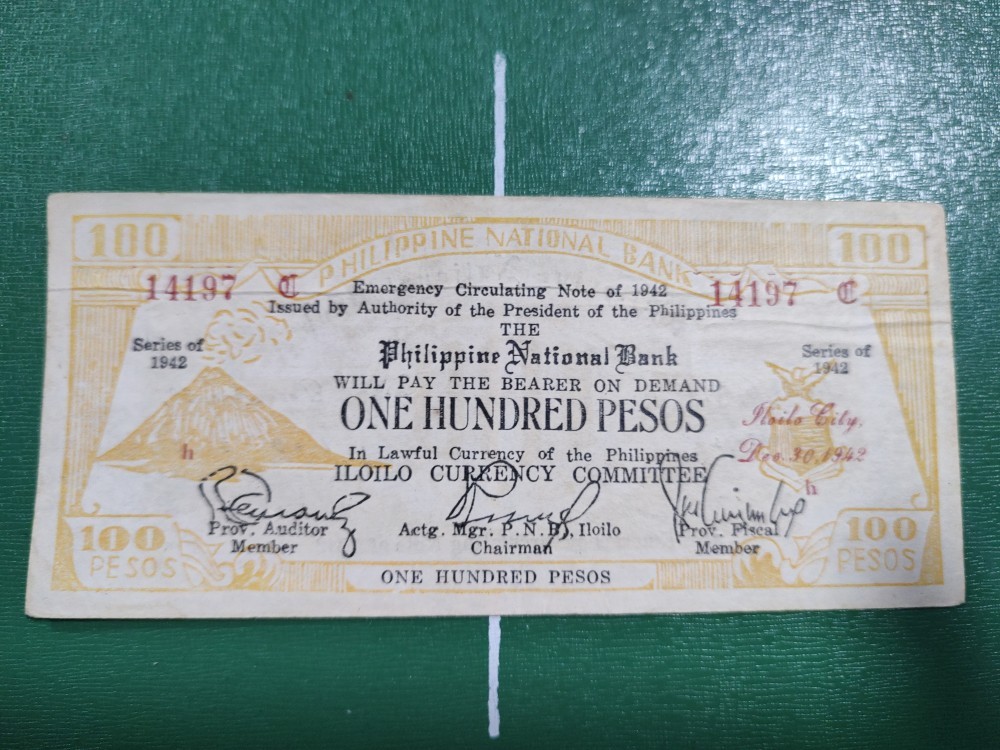 100 PHILIPPINE NATIONAL BANK 100
14197 C Emergency Circulating Note of 1942 14197 C
Issued by Authority of the President of the Philippines
THE
Series of
1942
Philippine National Bank
Series of
1942
WILL PAY THE BEARER ON DEMAND
ONE HUNDRED PESOS
Iloilo City,
Dec. 30, 1942
h
In Lawful Currency of the Philippines
ILOILO CURRENCY COMMITTEE
h
Prov. Auditor
Member
Actg. Mgr. P.N.B., Iloilo
Chairman
Prov. Fiscal
Member
100
PESOS
ONE HUNDRED PESOS
100
PESOS